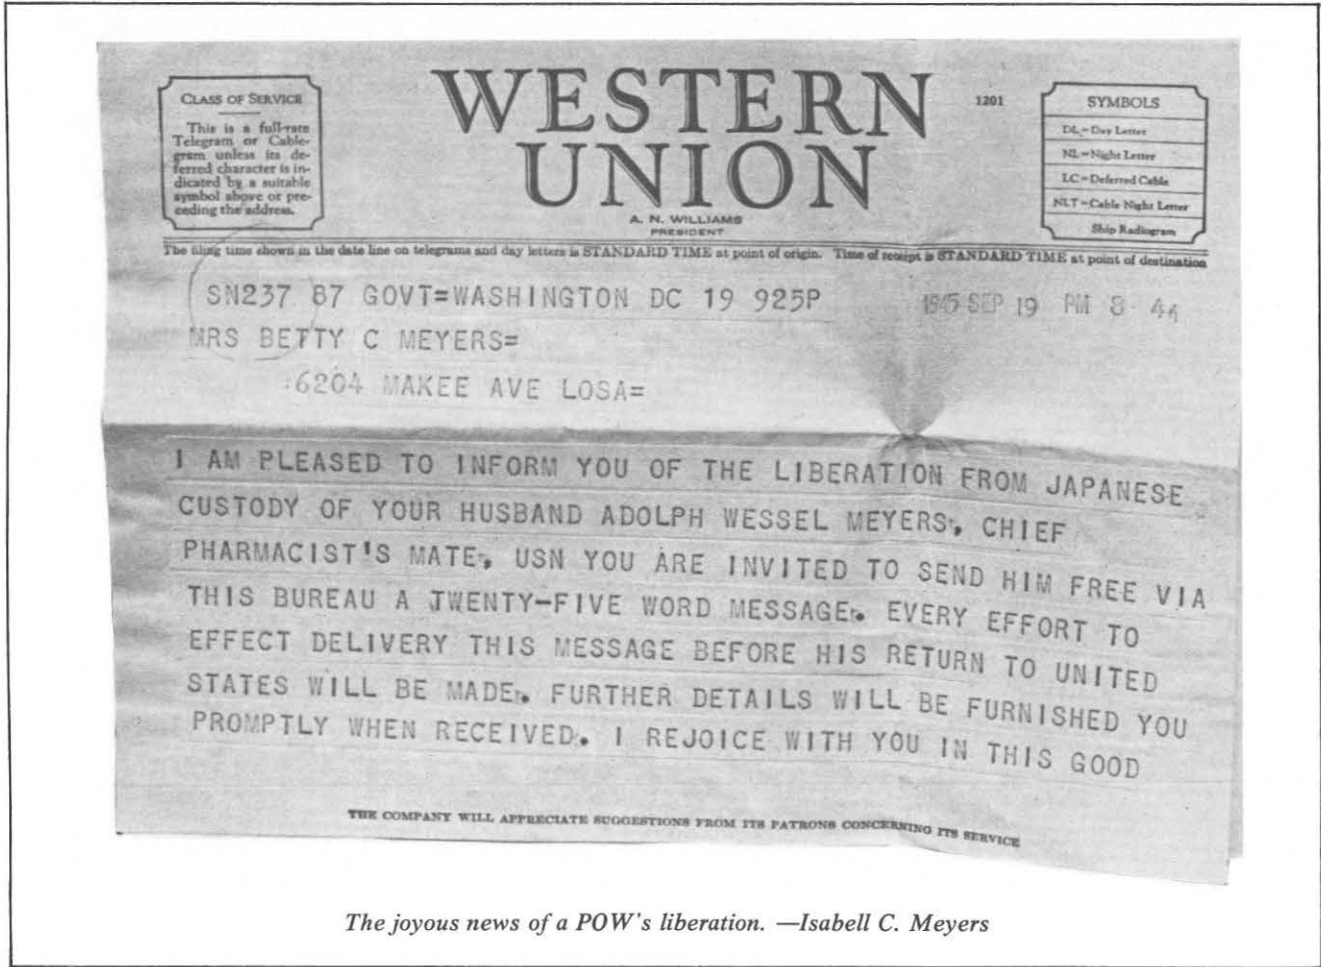 CLASS OF SERVICE
This is a full-rate
Telegram or Cable-
gram unless its de-
ferred character is in-
dicated by a suitable
symbol above or pre-
ceding the address.
WESTERN
UNION
A. N. WILLIAMS
PRESIDENT
1201
SYMBOLS
DL=Day Letter
NL=Night Letter
LC=Deferred Cable
NLT=Cable Night Letter
Ship Radiogram
The filing time shown in the date line on telegrams and day letters is STANDARD TIME at point of origin. Time of receipt is STANDARD TIME at point of destination
SN237 87 GOVT=WASHINGTON DC 19 925P
1945 SEP 19 PM 8 44
MRS BETTY C MEYERS=
:6204 MAKEE AVE LOSA=
I AM PLEASED TO INFORM YOU OF THE LIBERATION FROM JAPANESE
CUSTODY OF YOUR HUSBAND ADOLPH WESSEL MEYERS, CHIEF
PHARMACIST'S MATE, USN YOU ARE INVITED TO SEND HIM FREE VIA
THIS BUREAU A TWENTY-FIVE WORD MESSAGE. EVERY EFFORT TO
EFFECT DELIVERY THIS MESSAGE BEFORE HIS RETURN TO UNITED
STATES WILL BE MADE. FURTHER DETAILS WILL BE FURNISHED YOU
PROMPTLY WHEN RECEIVED. I REJOICE WITH YOU IN THIS GOOD
THE COMPANY WILL APPRECIATE SUGGESTIONS FROM ITS PATRONS CONCERNING ITS SERVICE
The joyous news of a POW's liberation. —Isabell C. Meyers